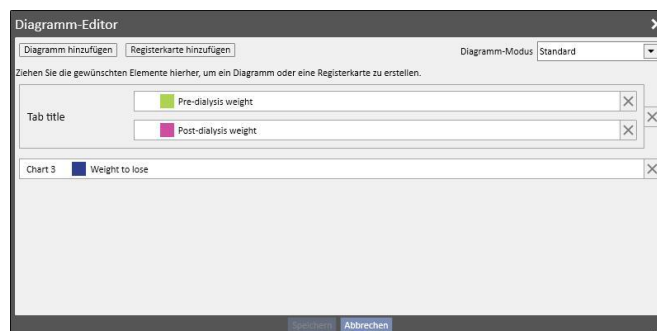 Diagramm-Editor
Diagramm hinzufügen Registerkarte hinzufügen Diagramm-Modus Standard
Ziehen Sie die gewünschten Elemente hierher, um ein Diagramm oder eine Registerkarte zu erstellen.
Pre-dialysis weight
Tab title
Post-dialysis weight
Chart 3 Weight to lose
Speichern Abbrechen